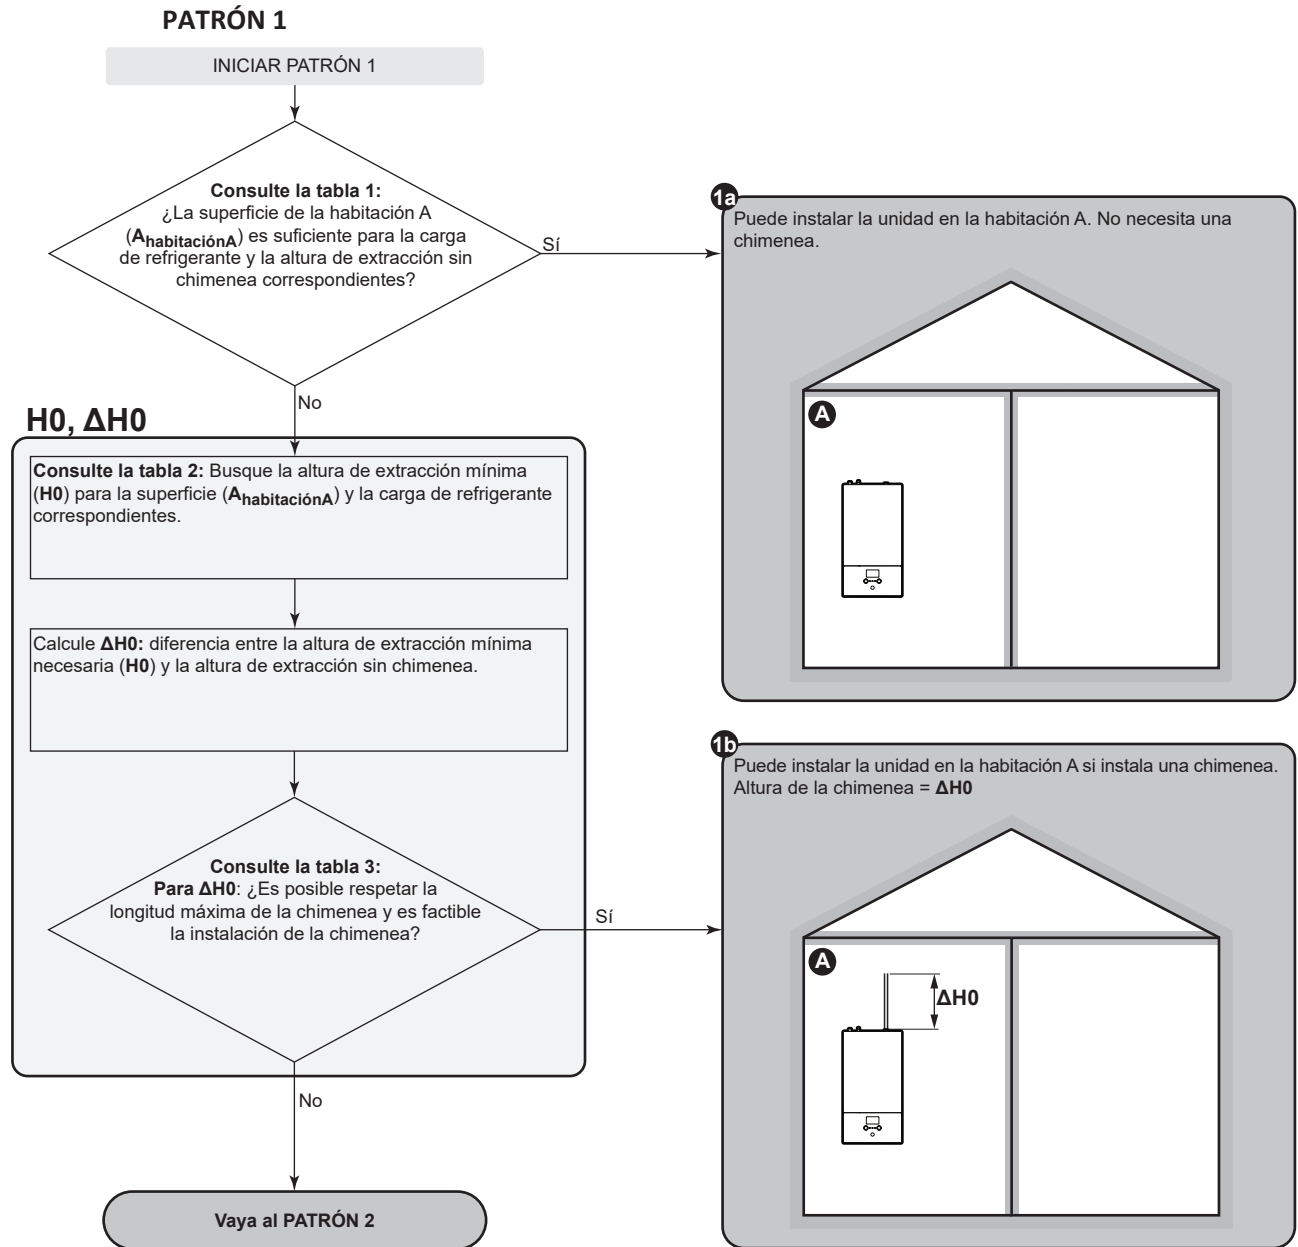 PATRÓN 1
INICIAR PATRÓN 1
Consulte la tabla 1:
¿La superficie de la habitación A
(AhabitaciónA) es suficiente para la carga
de refrigerante y la altura de extracción sin
chimenea correspondientes?
Sí
1a
Puede instalar la unidad en la habitación A. No necesita una
chimenea.
A
No
H0, ΔH0
Consulte la tabla 2: Busque la altura de extracción mínima
(H0) para la superficie (AhabitaciónA) y la carga de refrigerante
correspondientes.
Calcule ΔH0: diferencia entre la altura de extracción mínima
necesaria (H0) y la altura de extracción sin chimenea.
Consulte la tabla 3:
Para ΔH0: ¿Es posible respetar la
longitud máxima de la chimenea y es factible
la instalación de la chimenea?
Sí
1b
Puede instalar la unidad en la habitación A si instala una chimenea.
Altura de la chimenea = ΔH0
A
ΔH0
No
Vaya al PATRÓN 2